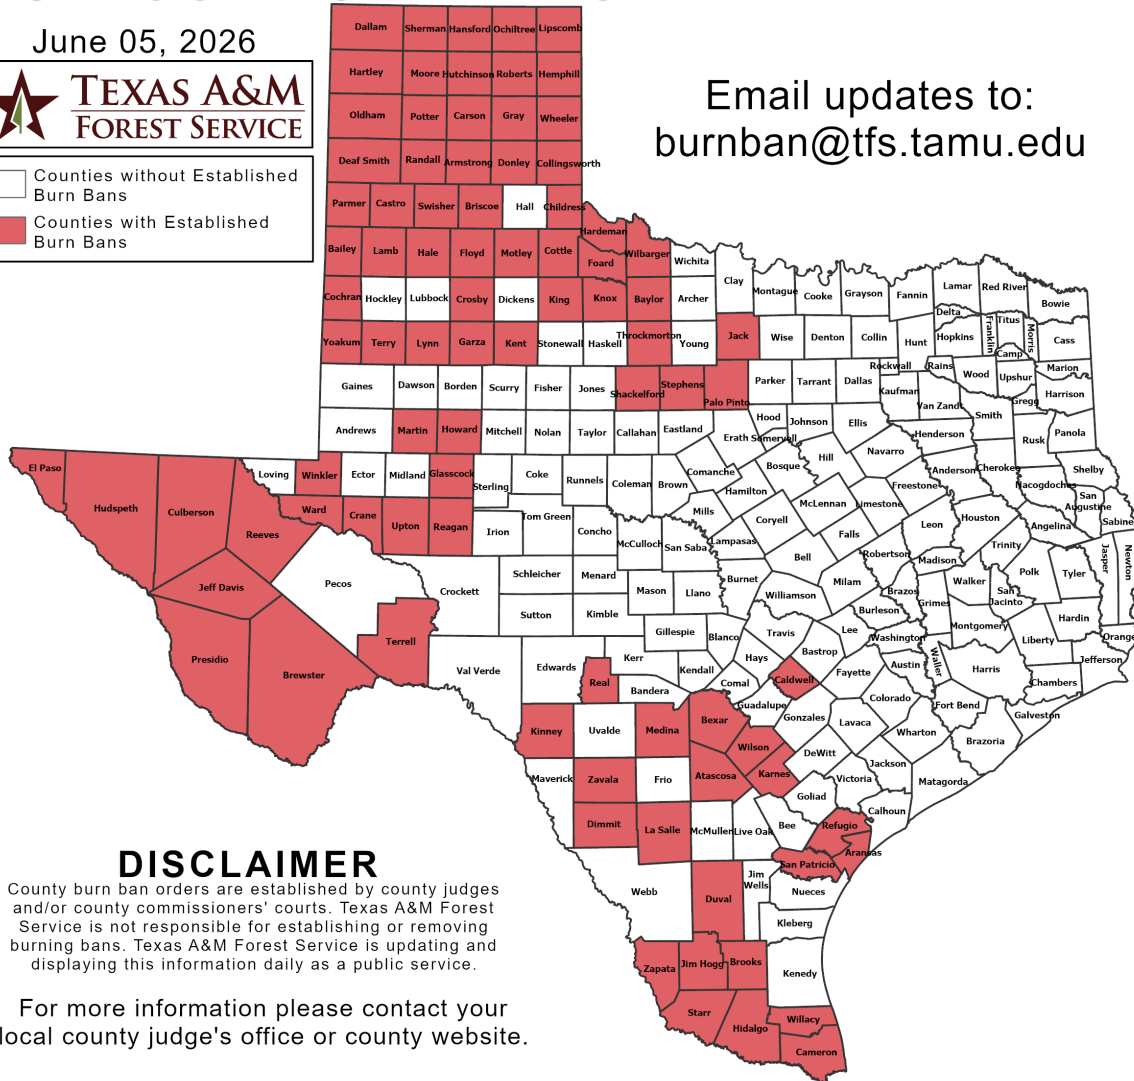 June 05, 2026
TEXAS A&M
FOREST SERVICE
Counties without Established
Burn Bans
Counties with Established
Burn Bans
Email updates to:
burnban@tfs.tamu.edu
Dallam Sherman Hansford Ochiltree Lipscomb
Hartley Moore Hutchinson Roberts Hemphill
Oldham Potter Carson Gray Wheeler
Deaf Smith Randall Armstrong Donley Collingsworth
Parmer Castro Swisher Briscoe Hall Childress
Hardeman
Bailey Lamb Hale Floyd Motley Cottle Foard Wilbarger Wichita
Cochran Hockley Lubbock Crosby Dickens King Knox Baylor Archer Clay Montague Cooke Grayson Fannin Lamar Red River Bowie
Delta Franklin Titus Morris
Yoakum Terry Lynn Garza Kent Stonewall Haskell Throckmorton Young Jack Wise Denton Collin Hunt Hopkins Camp Cass
Rockwall Rains Wood Upshur Marion
Gaines Dawson Borden Scurry Fisher Jones Shackelford Stephens Palo Pinto Parker Tarrant Dallas Kaufman Van Zandt Gregg Harrison
Andrews Martin Howard Mitchell Nolan Taylor Callahan Eastland Erath Somervell Hood Johnson Ellis Henderson Smith Rusk Panola
El Paso Hudspeth Culberson Reeves Loving Winkler Ector Midland Glasscock Sterling Coke Runnels Coleman Brown Comanche Hamilton Bosque Hill Navarro Freestone Anderson Cherokee Nacogdoches Shelby
San
Augustine
Sabine
Ward Crane Upton Reagan Irion Tom Green Concho McCulloch San Saba Mills Lampasas Coryell McLennan Limestone Falls Leon Houston Angelina
Jeff Davis Pecos Crockett Schleicher Menard Mason Llano Burnet Bell Williamson Milam Robertson Brazos Madison Walker Trinity Polk Tyler Jasper Newton
San
Jacinto
Presidio Brewster Terrell Val Verde Sutton Kimble Gillespie Blanco Travis Lee Burleson Grimes Washington Montgomery Liberty Hardin Orange
Edwards Real Kerr Bandera Kendall Comal Hays Caldwell Bastrop Fayette Austin Waller Harris Chambers Jefferson
Kinney Uvalde Medina Bexar Guadalupe Wilson Gonzales Lavaca Colorado Wharton Fort Bend Brazoria Galveston
Maverick Zavala Frio Atascosa Karnes DeWitt Goliad Victoria Jackson Matagorda Calhoun
Dimmit La Salle McMullen Live Oak Bee Refugio Aransas San Patricio
Webb Duval
Jim
Wells
Nueces
Kleberg
Zapata Jim Hogg Brooks Kenedy
Starr Hidalgo Willacy
Cameron
DISCLAIMER
County burn ban orders are established by county judges
and/or county commissioners' courts. Texas A&M Forest
Service is not responsible for establishing or removing
burning bans. Texas A&M Forest Service is updating and
displaying this information daily as a public service.
For more information please contact your
local county judge's office or county website.